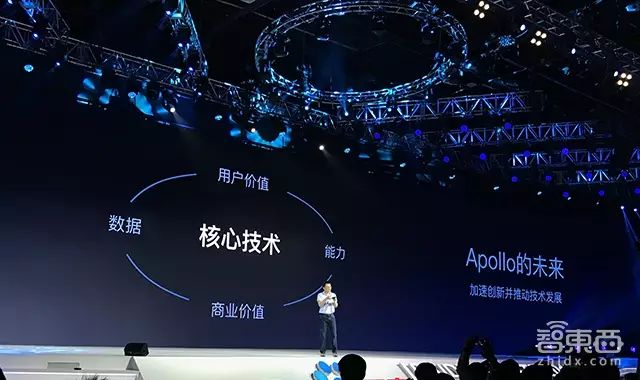 用户价值
数据
核心技术
能力
商业价值
Apollo的未来
加速创新并推动技术发展
智東西
zhidx.com